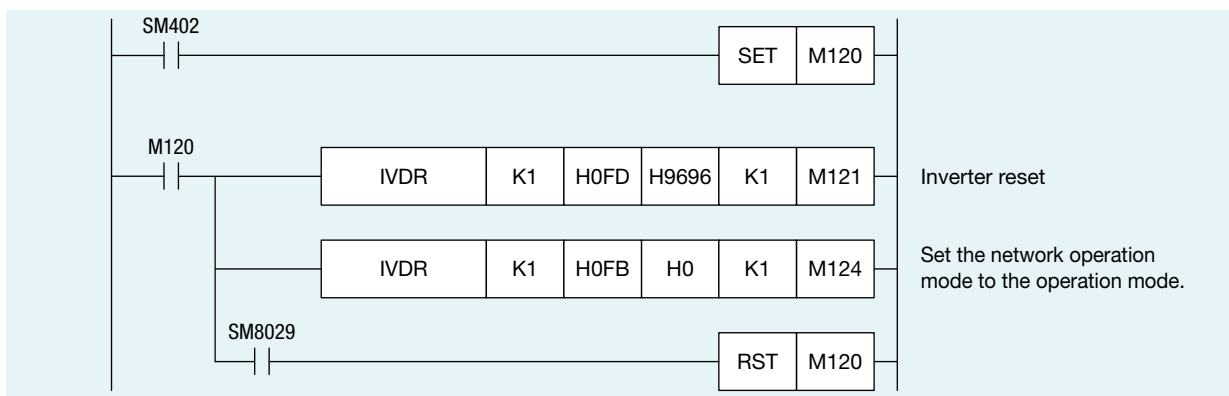 SM402
SET M120
M120
IVDR K1 H0FD H9696 K1 M121 Inverter reset
IVDR K1 H0FB H0 K1 M124 Set the network operation
mode to the operation mode.
SM8029
RST M120